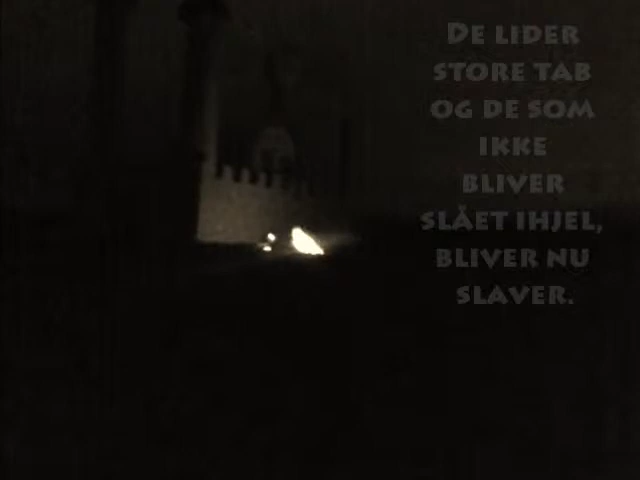 De lider
store tab
og de som
ikke
bliver
slået ihjel,
bliver nu
slaver.